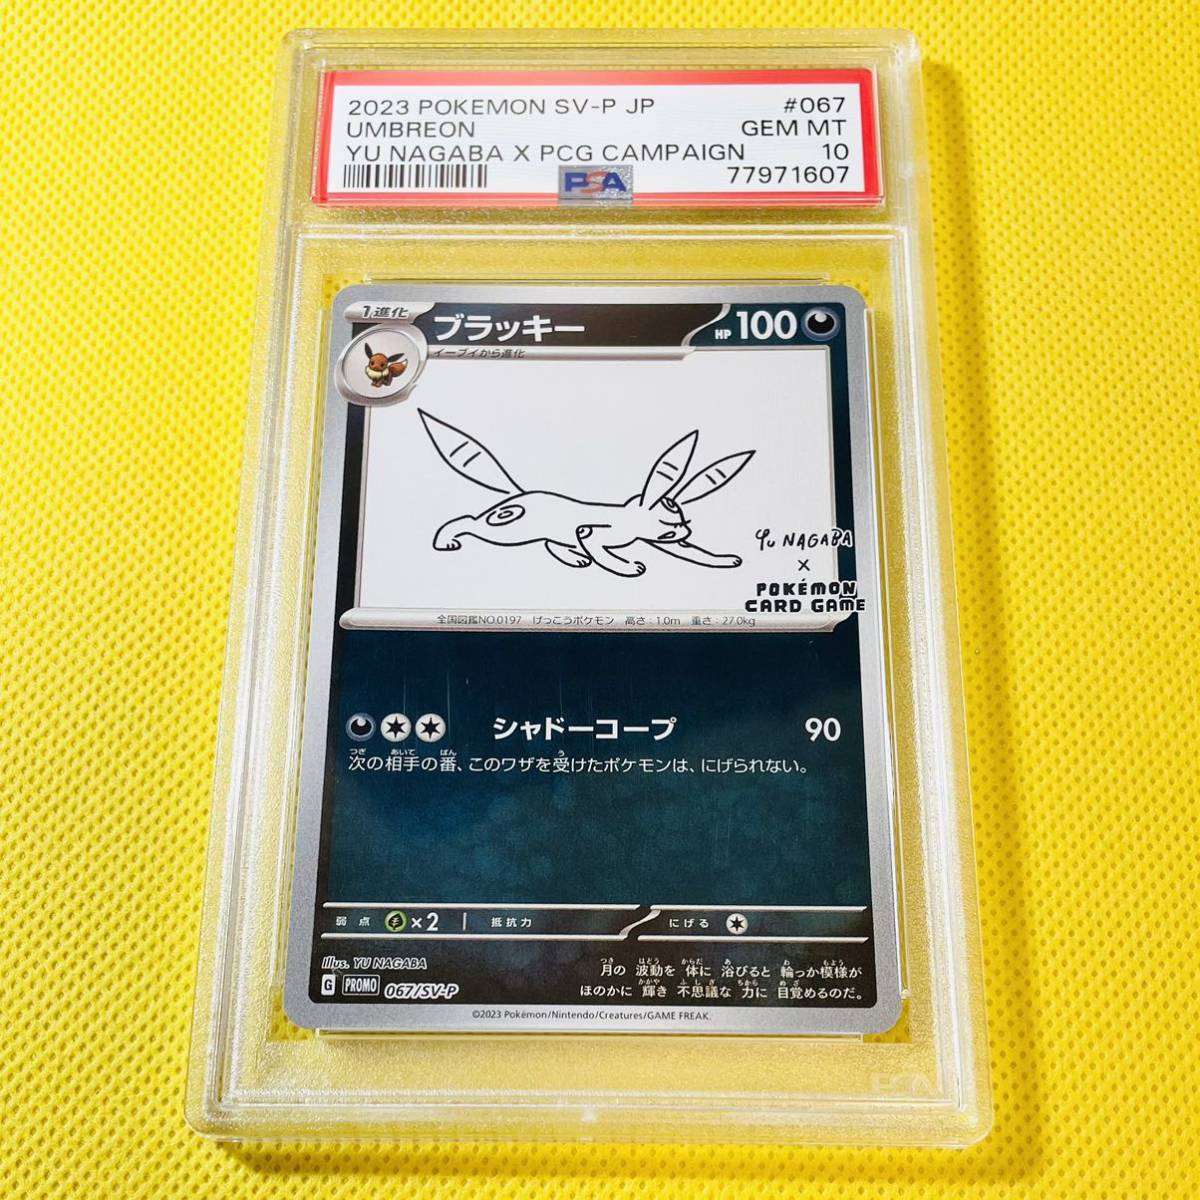 2023 POKEMON SV-P JP #067
UMBREON GEM MT
YU NAGABA X PCG CAMPAIGN 10
PSA 77971607
1進化
ブラッキー HP 100
イーブイから進化
Yu NAGABA
×
POKÉMON
CARD GAME
全国図鑑NO.0197 げっこうポケモン 高さ：1.0m 重さ：27.0kg
シャドーコープ 90
次の相手の番、このワザを受けたポケモンは、にげられない。
弱点 ×2 抵抗力 にげる
Illus. YU NAGABA
月の波動を体に浴びると輪っか模様が
ほのかに輝き不思議な力に目覚めるのだ。
G PROMO 067/SV-P
©2023 Pokémon/Nintendo/Creatures/GAME FREAK.
PSA